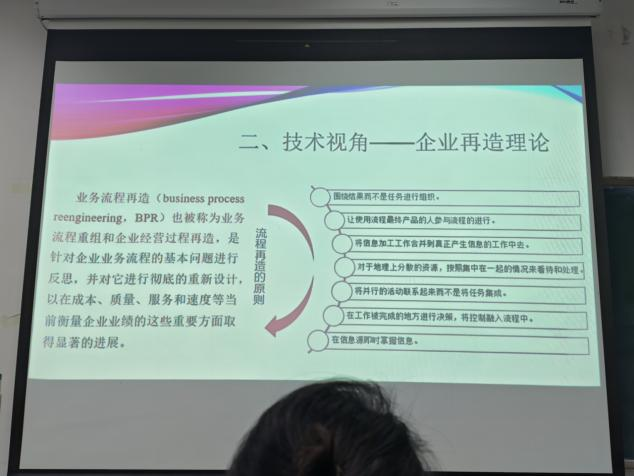 二、技术视角——企业再造理论
业务流程再造（business process
reengineering，BPR）也被称为业务
流程重组和企业经营过程再造，是
针对企业业务流程的基本问题进行
反思，并对它进行彻底的重新设计，
以在成本、质量、服务和速度等当
前衡量企业业绩的这些重要方面取
得显著的进展。
流程再造的原则
围绕结果而不是任务进行组织。
让使用流程最终产品的人参与流程的进行。
将信息加工工作合并到真正产生信息的工作中去。
对于地理上分散的资源，按照集中在一起的情况来看待和处理。
将并行的活动联系起来而不是将任务集成。
在工作被完成的地方进行决策，将控制融入流程中。
在信息源即时掌握信息。